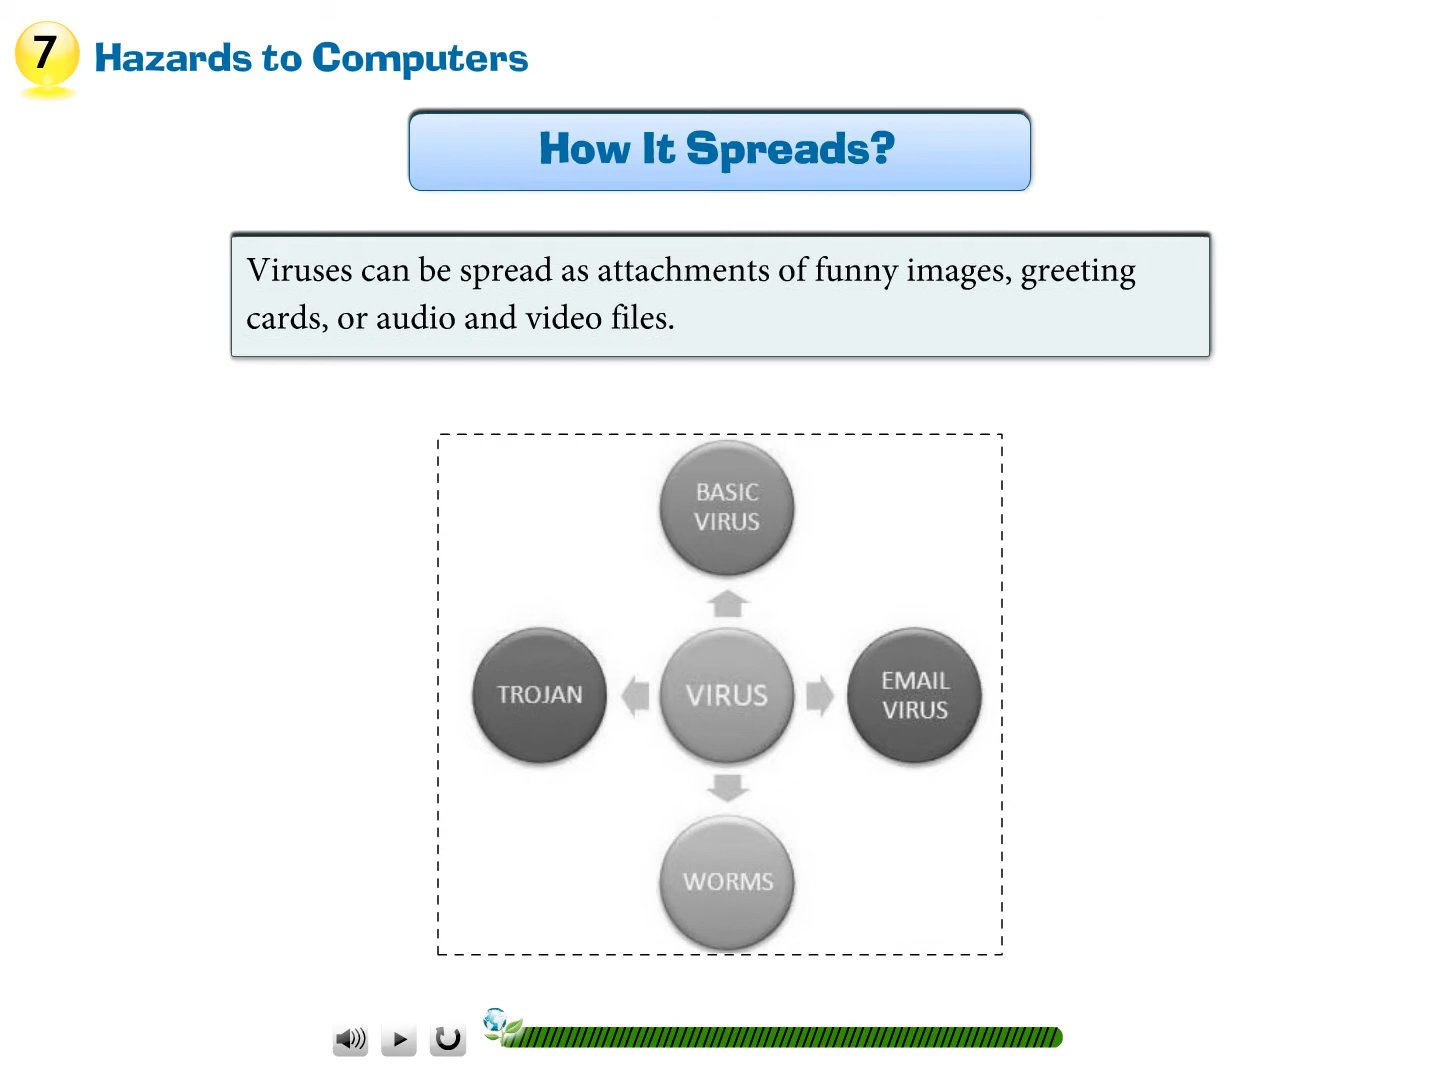 7
Hazards to Computers
How It Spreads?
Viruses can be spread as attachments of funny images, greeting
cards, or audio and video files.
BASIC
VIRUS
TROJAN
VIRUS
EMAIL
VIRUS
WORMS